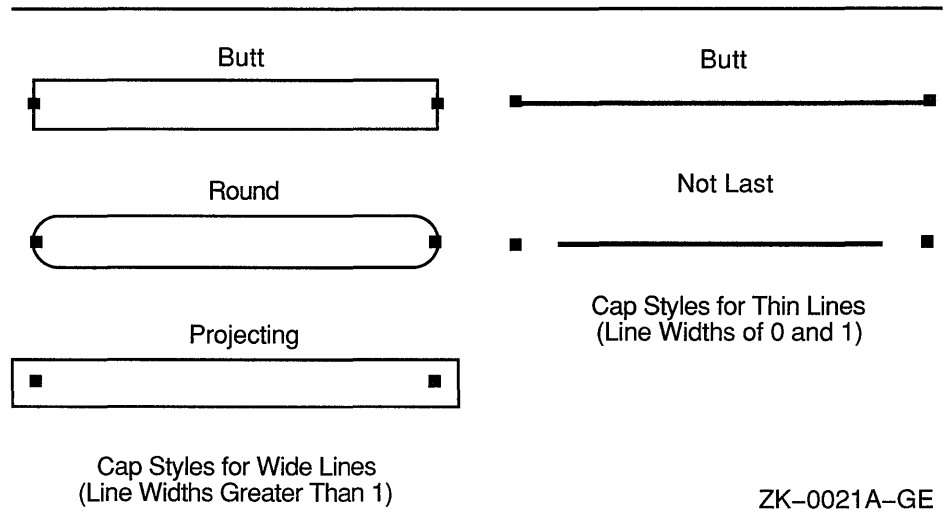 Butt
Round
Projecting
Cap Styles for Wide Lines
(Line Widths Greater Than 1)
Butt
Not Last
Cap Styles for Thin Lines
(Line Widths of 0 and 1)
ZK–0021A–GE